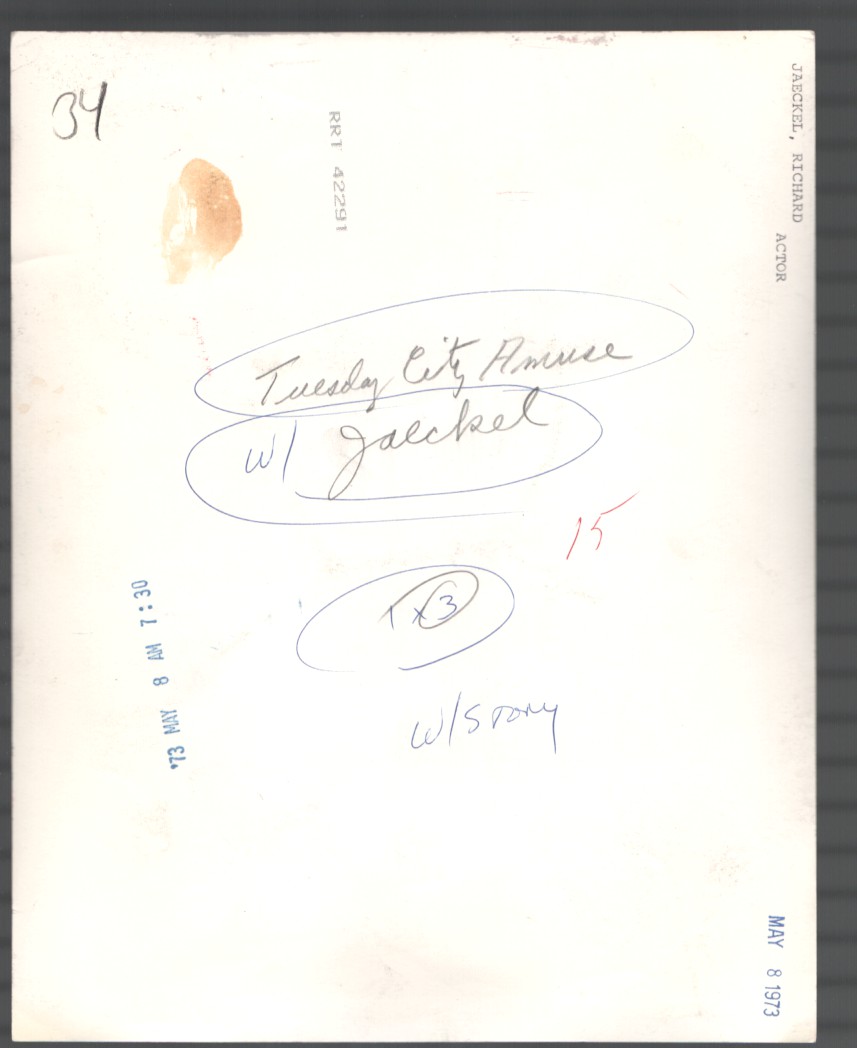 34
RRT 42291
JAECKEL, RICHARD
ACTOR
Tuesday City Amuse
w/ Jaeckel
15
1x3
W/STORY
'73 MAY 8 AM 7:30
MAY 8 1973